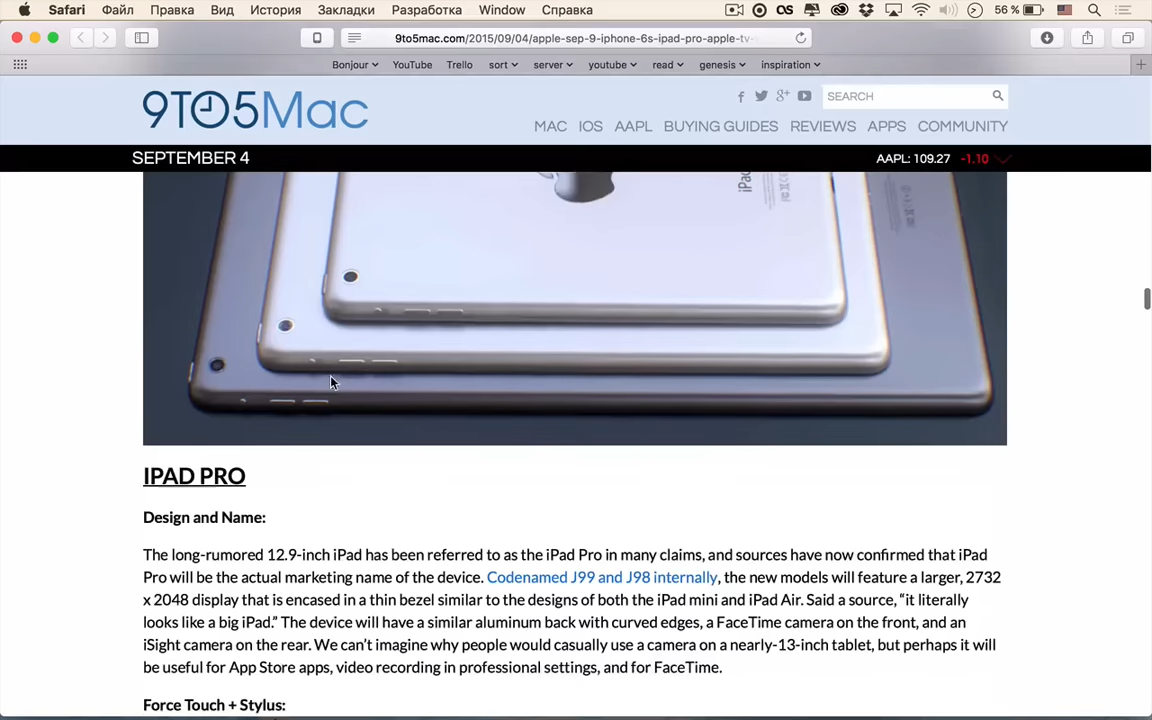 Safari Файл Правка Вид История Закладки Разработка Window Справка 56 %
9to5mac.com/2015/09/04/apple-sep-9-iphone-6s-ipad-pro-apple-tv-
Bonjour YouTube Trello sort server youtube read genesis inspiration
9TO5Mac
SEARCH
MAC IOS AAPL BUYING GUIDES REVIEWS APPS COMMUNITY
SEPTEMBER 4 AAPL: 109.27 -1.10
iPad
IPAD PRO
Design and Name:
The long-rumored 12.9-inch iPad has been referred to as the iPad Pro in many claims, and sources have now confirmed that iPad
Pro will be the actual marketing name of the device. Codenamed J99 and J98 internally, the new models will feature a larger, 2732
x 2048 display that is encased in a thin bezel similar to the designs of both the iPad mini and iPad Air. Said a source, “it literally
looks like a big iPad.” The device will have a similar aluminum back with curved edges, a FaceTime camera on the front, and an
iSight camera on the rear. We can’t imagine why people would casually use a camera on a nearly-13-inch tablet, but perhaps it will
be useful for App Store apps, video recording in professional settings, and for FaceTime.
Force Touch + Stylus: